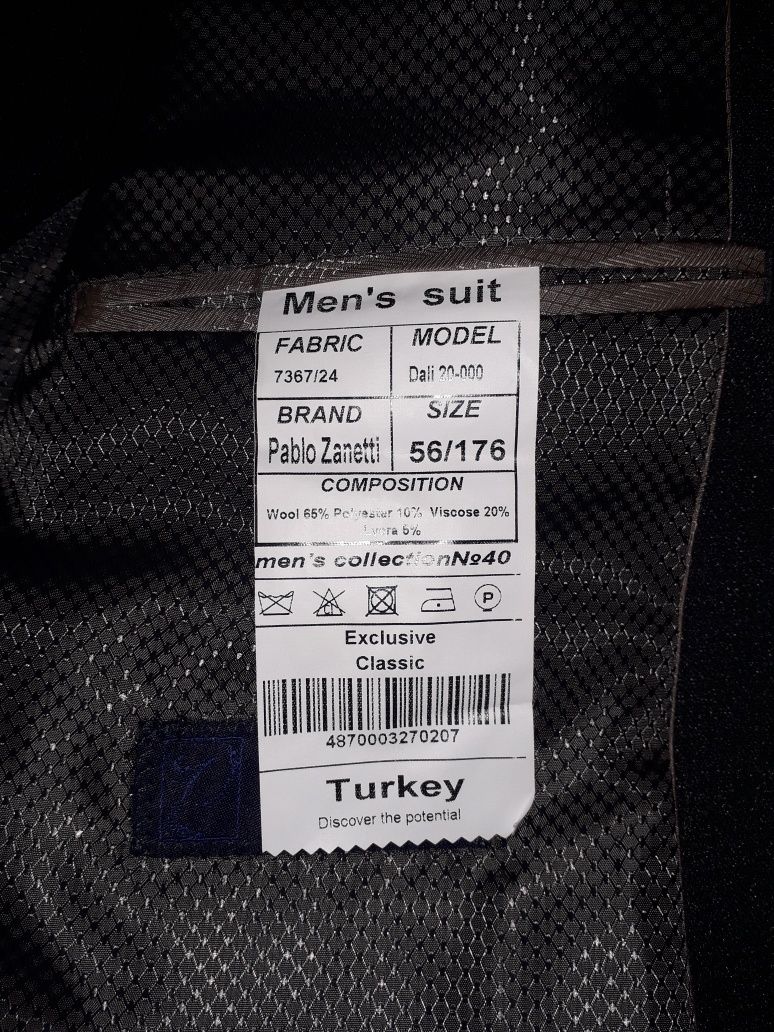 Men's suit
FABRIC
MODEL
7367/24
Dali 20-000
BRAND
SIZE
Pablo Zanetti
56/176
COMPOSITION
Wool 65% Polyester 10% Viscose 20%
5%
men's collection№40
P
Exclusive
Classic
4870003270207
Turkey
Discover the potential